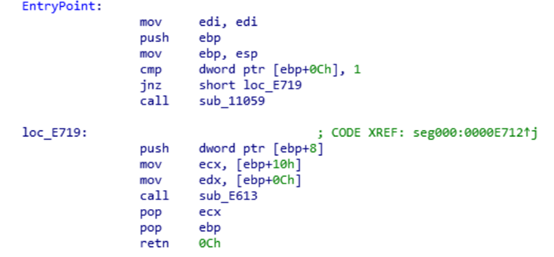 EntryPoint:
mov edi, edi
push ebp
mov ebp, esp
cmp dword ptr [ebp+0Ch], 1
jnz short loc_E719
call sub_11059
loc_E719: ; CODE XREF: seg000:0000E712↑j
push dword ptr [ebp+8]
mov ecx, [ebp+10h]
mov edx, [ebp+0Ch]
call sub_E613
pop ecx
pop ebp
retn 0Ch